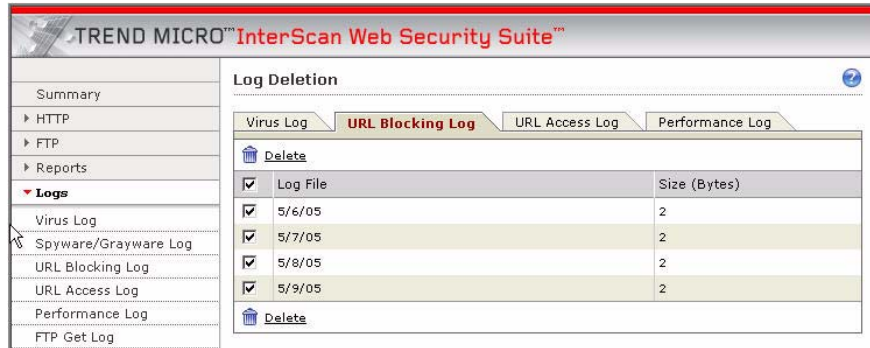 TREND MICRO™ InterScan Web Security Suite™
Summary
HTTP
FTP
Reports
Logs
Virus Log
Spyware/Grayware Log
URL Blocking Log
URL Access Log
Performance Log
FTP Get Log
Log Deletion
?
Virus Log URL Blocking Log URL Access Log Performance Log
Delete
Log File Size (Bytes)
5/6/05 2
5/7/05 2
5/8/05 2
5/9/05 2
Delete